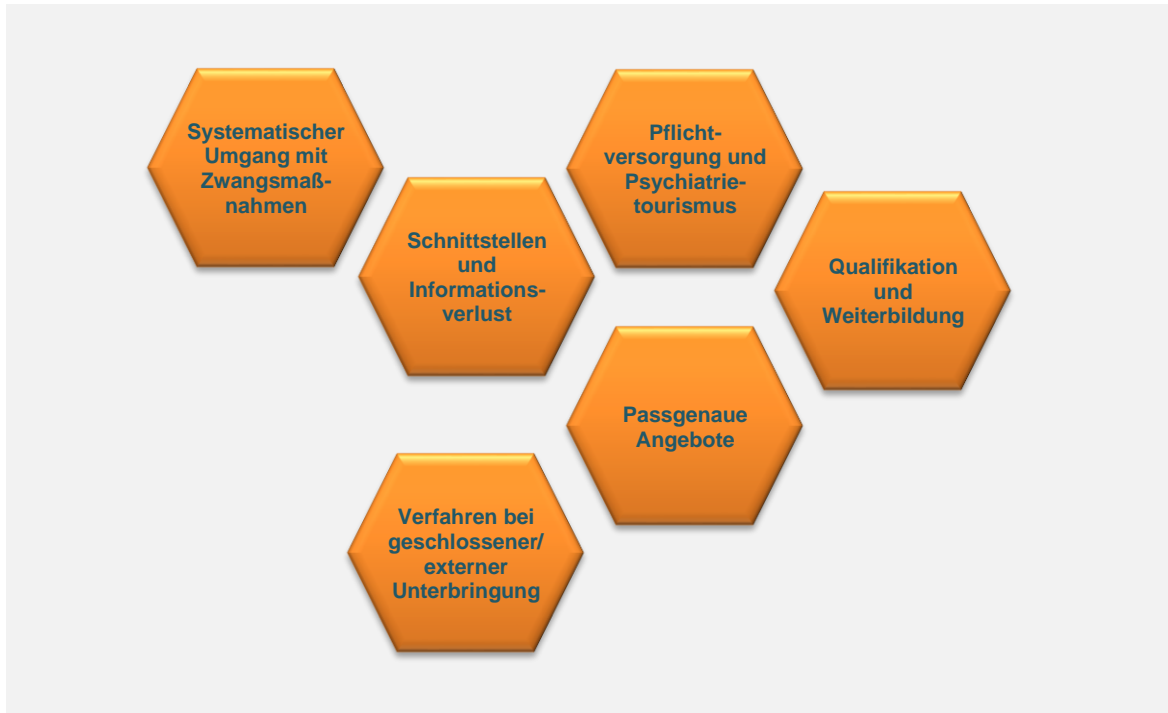 Systematischer
Umgang mit
Zwangsmaß-
nahmen
Pflicht-
versorgung und
Psychiatrie-
tourismus
Schnittstellen
und
Informations-
verlust
Qualifikation
und
Weiterbildung
Passgenaue
Angebote
Verfahren bei
geschlossener/
externer
Unterbringung